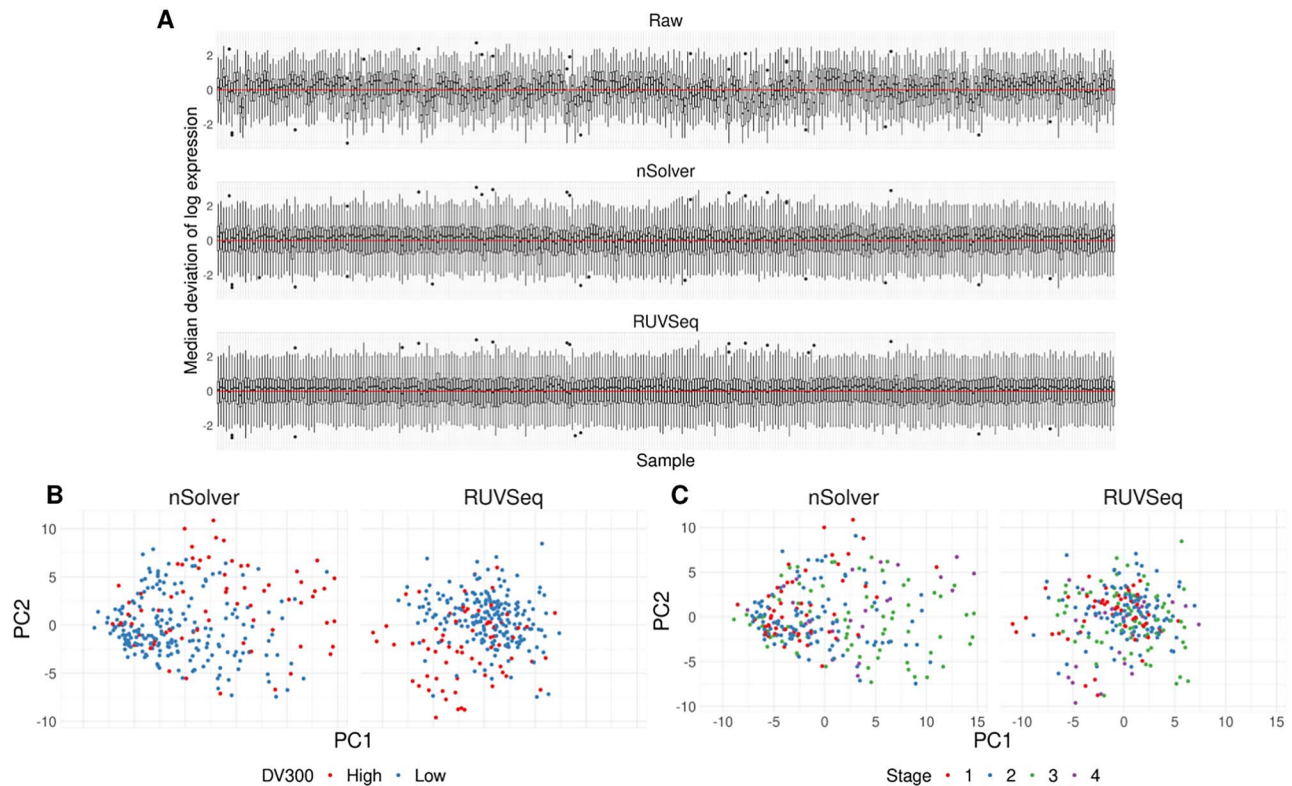 A
Raw
2
0
-2
nSolver
2
0
-2
Median deviation of log expression
RUVSeq
2
0
-2
Sample
B
nSolver
RUVSeq
10
5
0
-5
-10
PC2
PC1
DV300 High Low
C
nSolver
RUVSeq
10
5
0
-5
-10
PC2
-10 -5 0 5 10 15 -10 -5 0 5 10 15
PC1
Stage 1 2 3 4